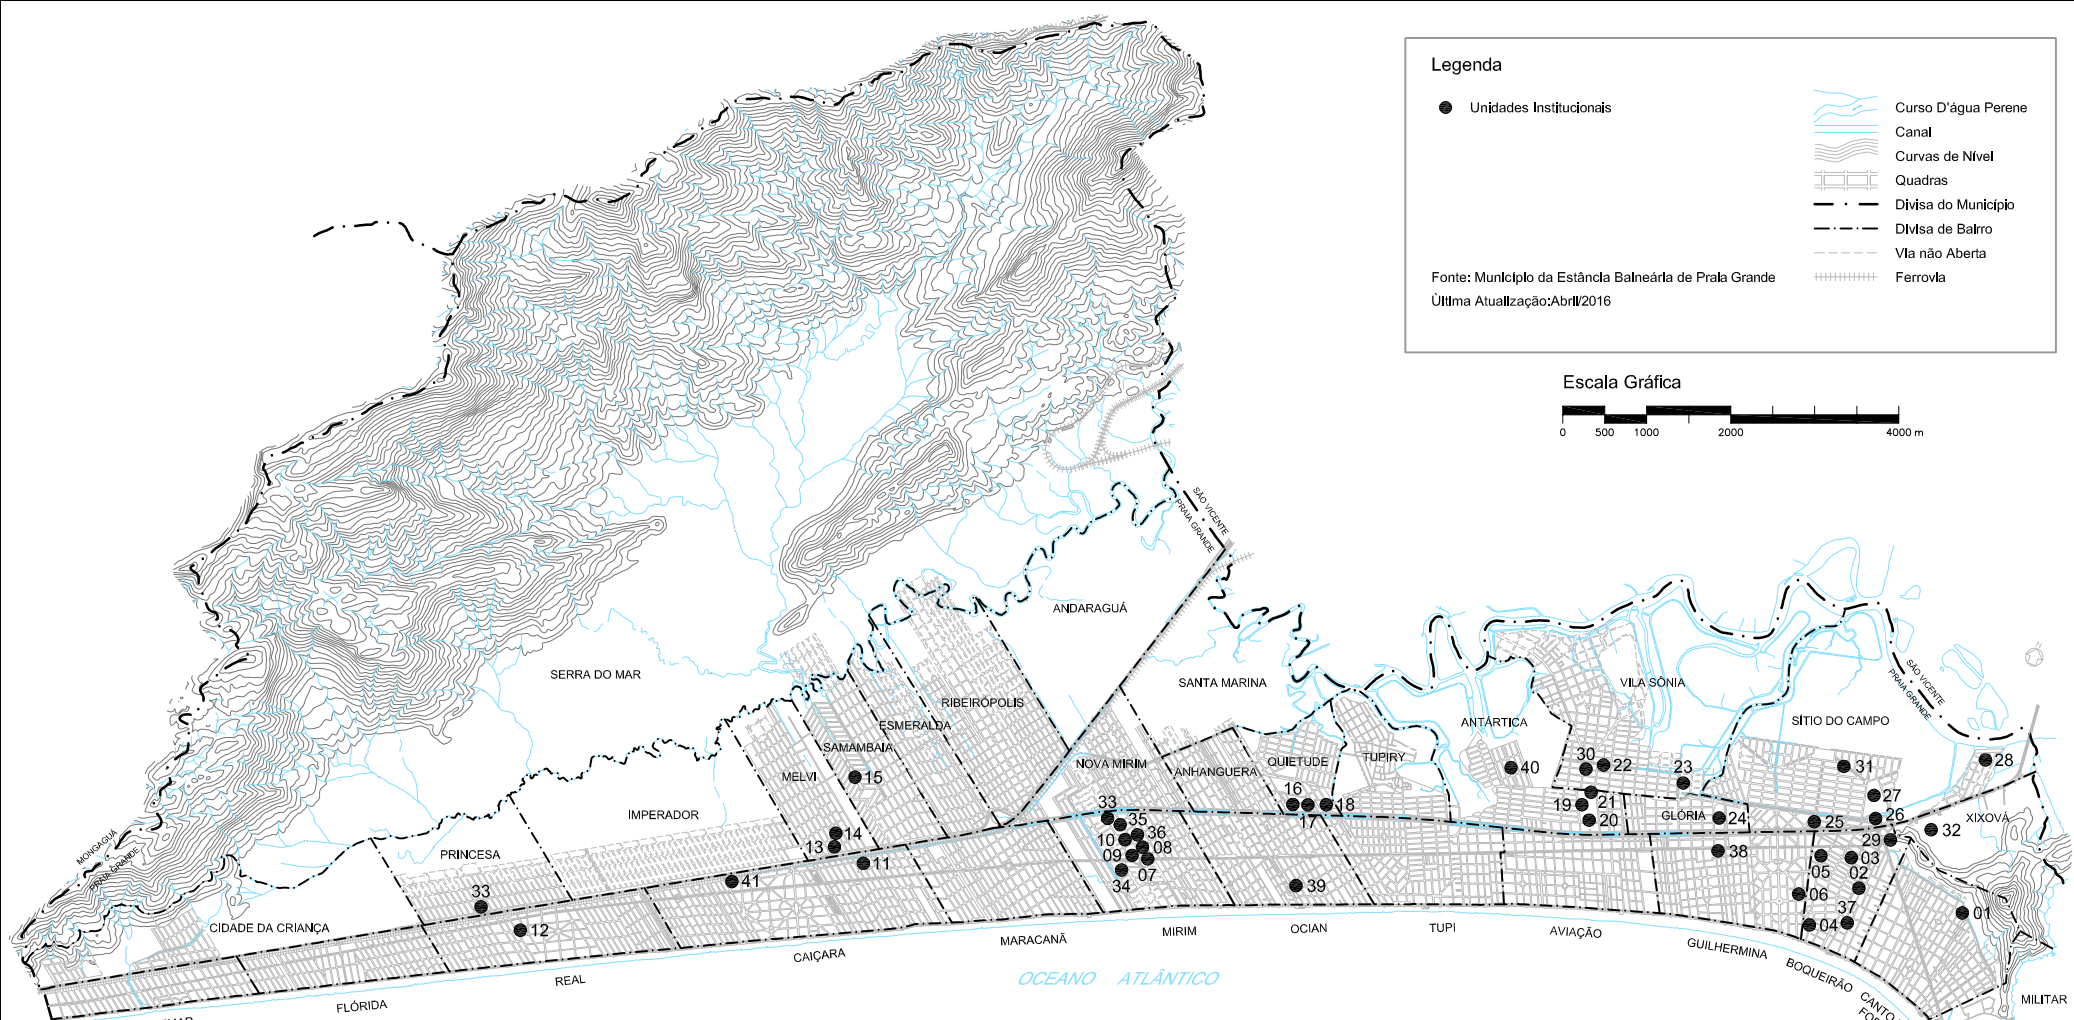 Legenda
Unidades Institucionais
Curso D'água Perene
Canal
Curvas de Nível
Quadras
Divisa do Município
Divisa de Bairro
Via não Aberta
Ferrovia
Fonte: Município da Estância Balneária de Praia Grande
Última Atualização:Abril/2016
Escala Gráfica
0 500 1000 2000 4000 m
SÃO VICENTE
PRAIA GRANDE
ANDARAGUÁ
SERRA DO MAR
SANTA MARINA
VILA SÔNIA
SÃO VICENTE
PRAIA GRANDE
RIBEIRÓPOLIS
ESMERALDA
ANTÁRTICA
SÍTIO DO CAMPO
SAMAMBAIA
MELVI
15
NOVA MIRIM
ANHANGUERA
QUIETUDE
TUPIRY
40
30
22
23
31
28
IMPERADOR
16
17
18
19
21
20
GLÓRIA
24
27
25
26
XIXOVÁ
32
29
33
35
36
10
08
09
07
34
14
13
11
41
38
03
05
02
06
37
04
01
39
MONGAGUÁ
PRAIA GRANDE
PRINCESA
33
12
CIDADE DA CRIANÇA
FLÓRIDA
REAL
CAIÇARA
MARACANÃ
MIRIM
OCIAN
TUPI
AVIAÇÃO
GUILHERMINA
BOQUEIRÃO
CANTO
MILITAR
OCEANO ATLÂNTICO